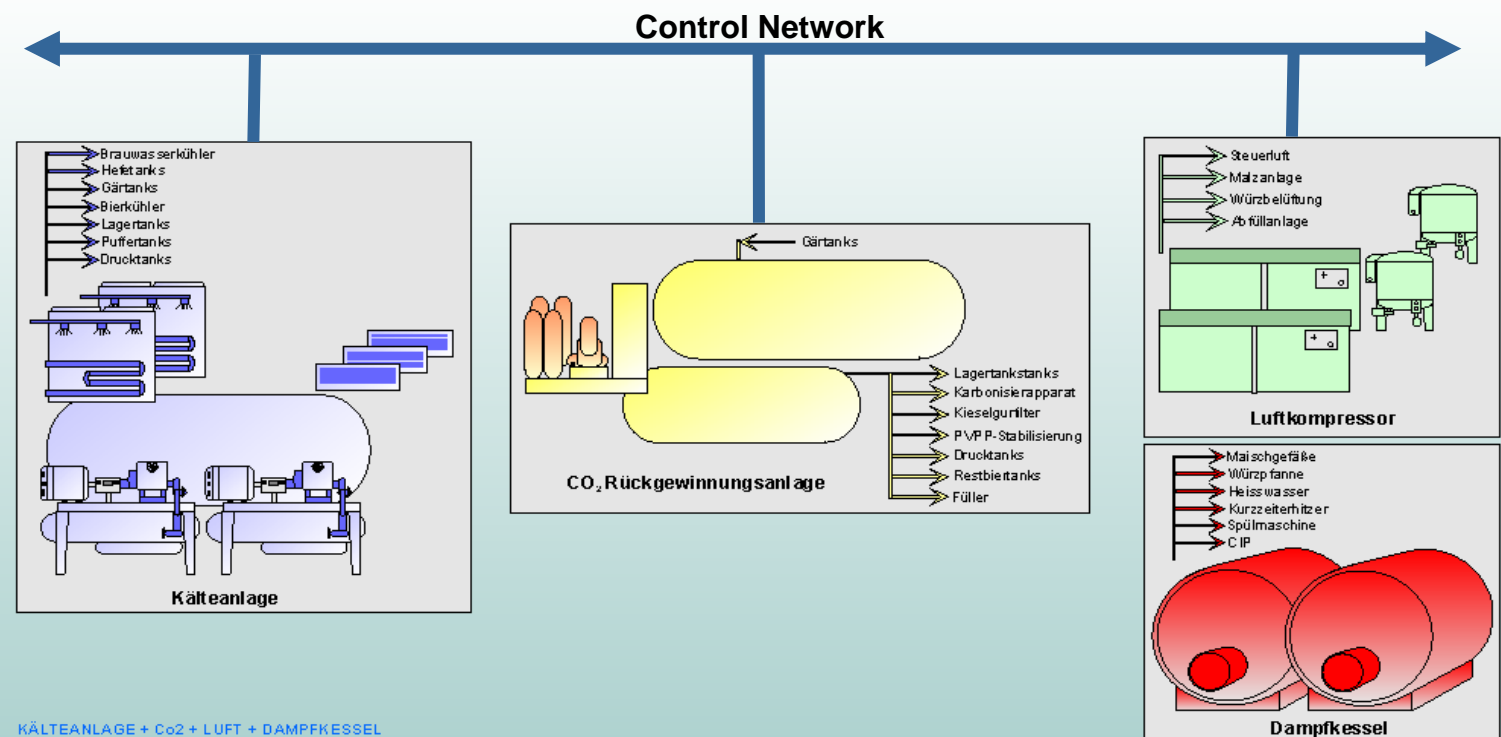 Control Network
Brauwasserkühler
Hefetanks
Gärtanks
Bierkühler
Lagertanks
Puffertanks
Drucktanks
Kälteanlage
Gärtanks
Lagertankstanks
Karbonisierapparat
Kieselgurfilter
PVPP-Stabilisierung
Drucktanks
Restbiertanks
Füller
CO₂ Rückgewinnungsanlage
Steuerluft
Malzanlage
Würzbelüftung
Abfüllanlage
Luftkompressor
Maischgefäße
Würzpfanne
Heisswasser
Kurzzeiterhitzer
Spülmaschine
CIP
Dampfkessel
KÄLTEANLAGE + Co2 + LUFT + DAMPFKESSEL